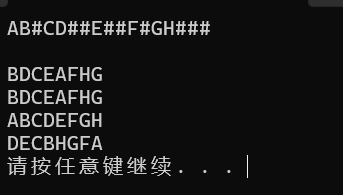 AB#CD##E##F#GH###
BDCEAFHG
BDCEAFHG
ABCDEFGH
DECBHGFA
请按任意键继续. . .